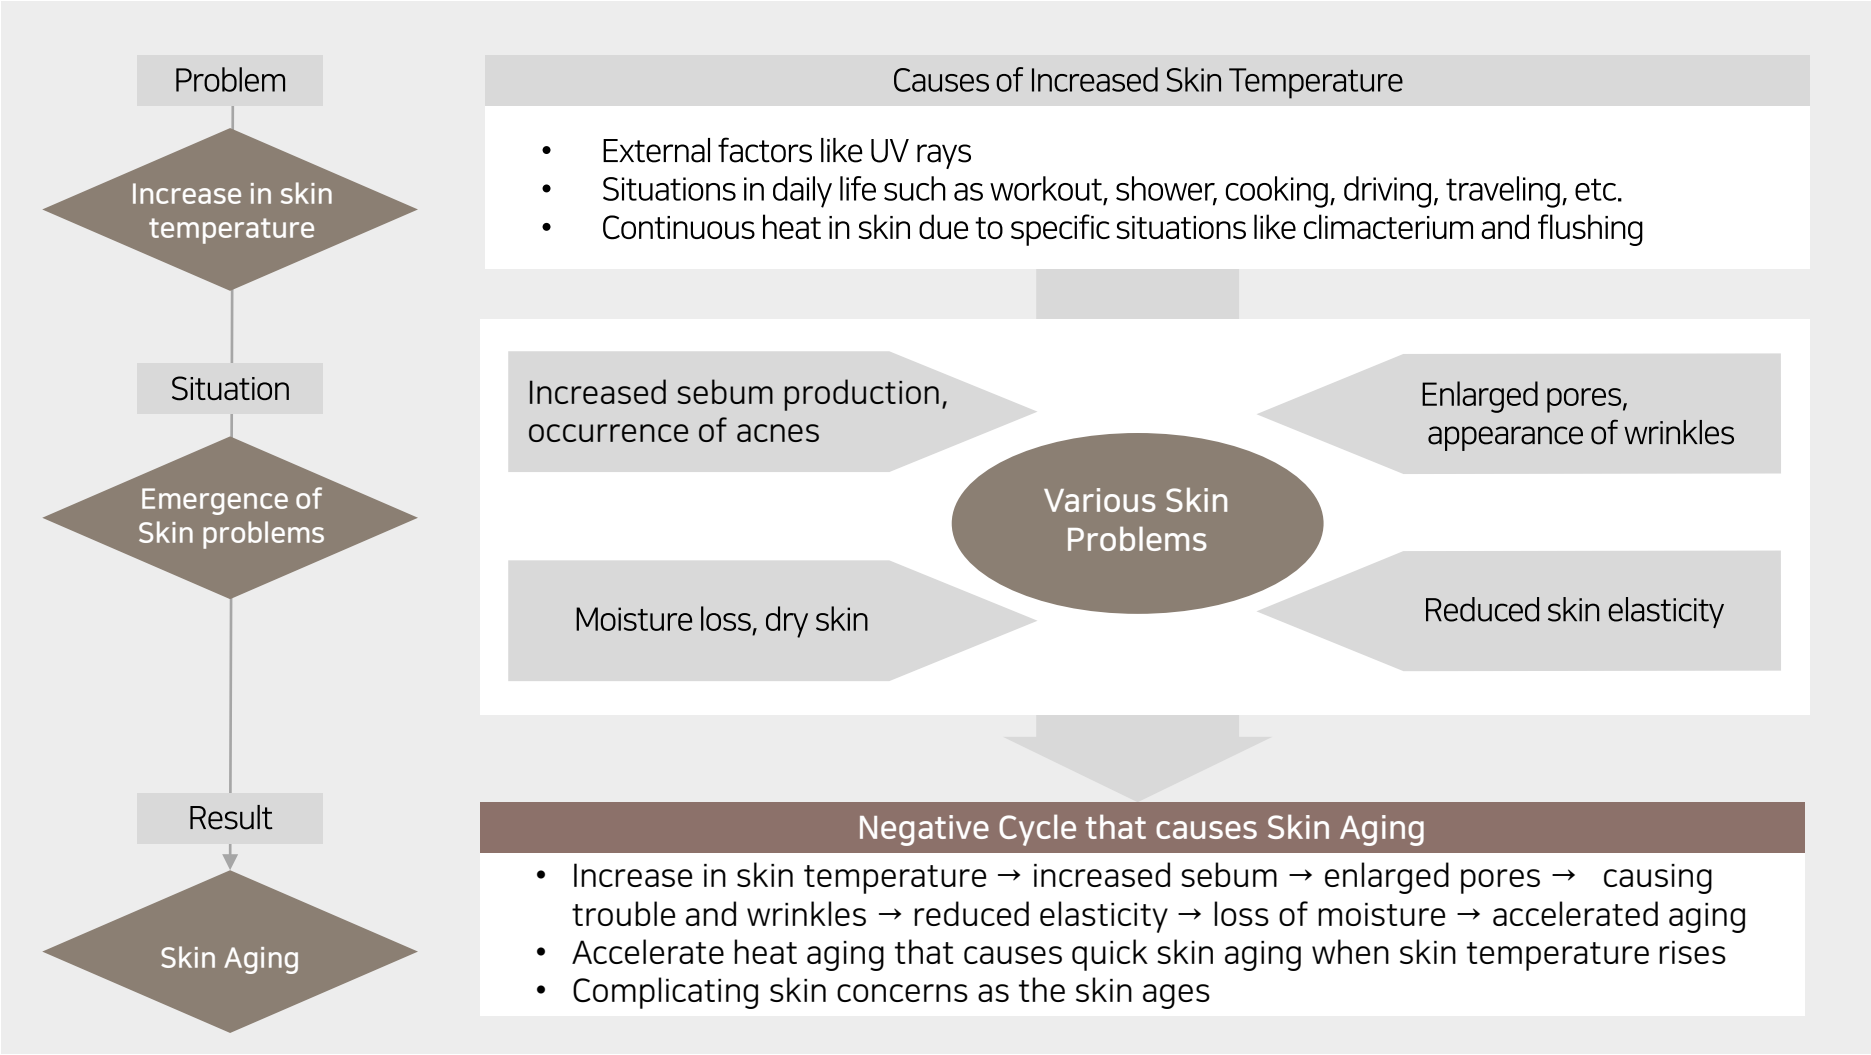 Problem
Increase in skin
temperature
Situation
Emergence of
Skin problems
Result
Skin Aging
Causes of Increased Skin Temperature
• External factors like UV rays
• Situations in daily life such as workout, shower, cooking, driving, traveling, etc.
• Continuous heat in skin due to specific situations like climacterium and flushing
Increased sebum production,
occurrence of acnes
Enlarged pores,
appearance of wrinkles
Various Skin
Problems
Moisture loss, dry skin
Reduced skin elasticity
Negative Cycle that causes Skin Aging
• Increase in skin temperature → increased sebum → enlarged pores → causing
trouble and wrinkles → reduced elasticity → loss of moisture → accelerated aging
• Accelerate heat aging that causes quick skin aging when skin temperature rises
• Complicating skin concerns as the skin ages